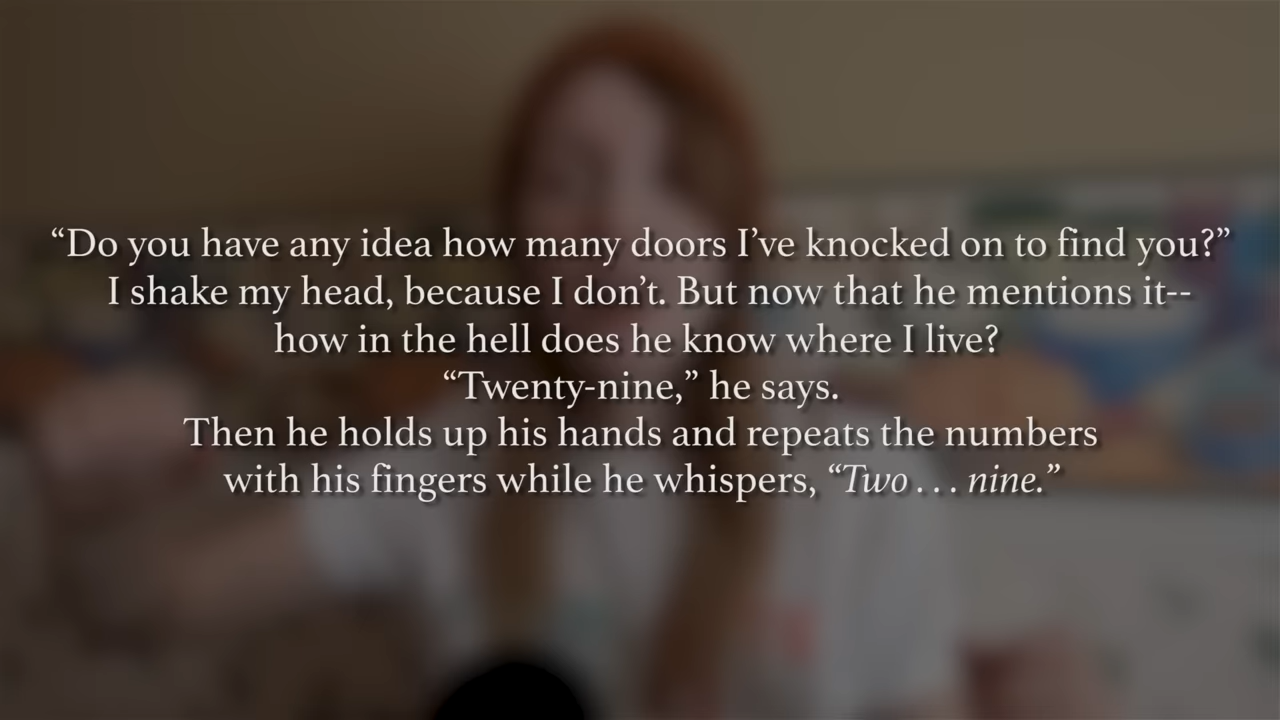 “Do you have any idea how many doors I’ve knocked on to find you?”
I shake my head, because I don’t. But now that he mentions it--
how in the hell does he know where I live?
“Twenty-nine,” he says.
Then he holds up his hands and repeats the numbers
with his fingers while he whispers, “Two . . . nine.”